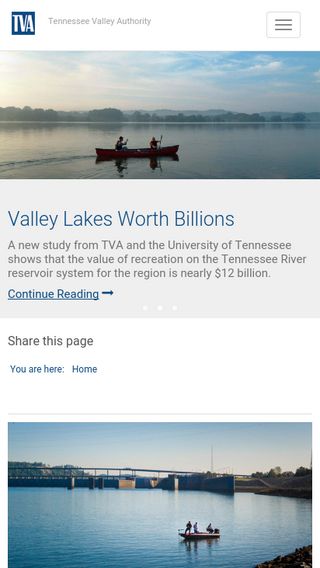 TVA
Tennessee Valley Authority
Valley Lakes Worth Billions
A new study from TVA and the University of Tennessee
shows that the value of recreation on the Tennessee River
reservoir system for the region is nearly $12 billion.
Continue Reading
Share this page
You are here: Home